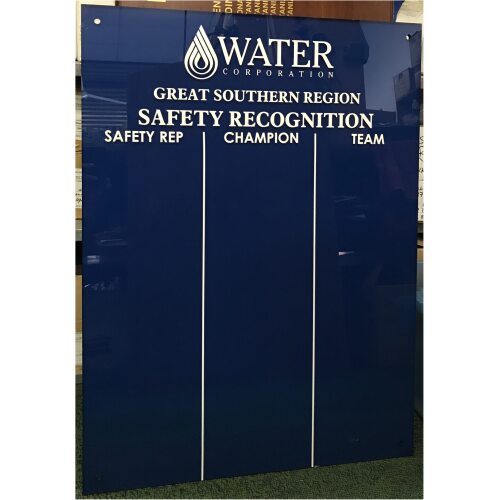 WATER
CORPORATION
GREAT SOUTHERN REGION
SAFETY RECOGNITION
SAFETY REP CHAMPION TEAM